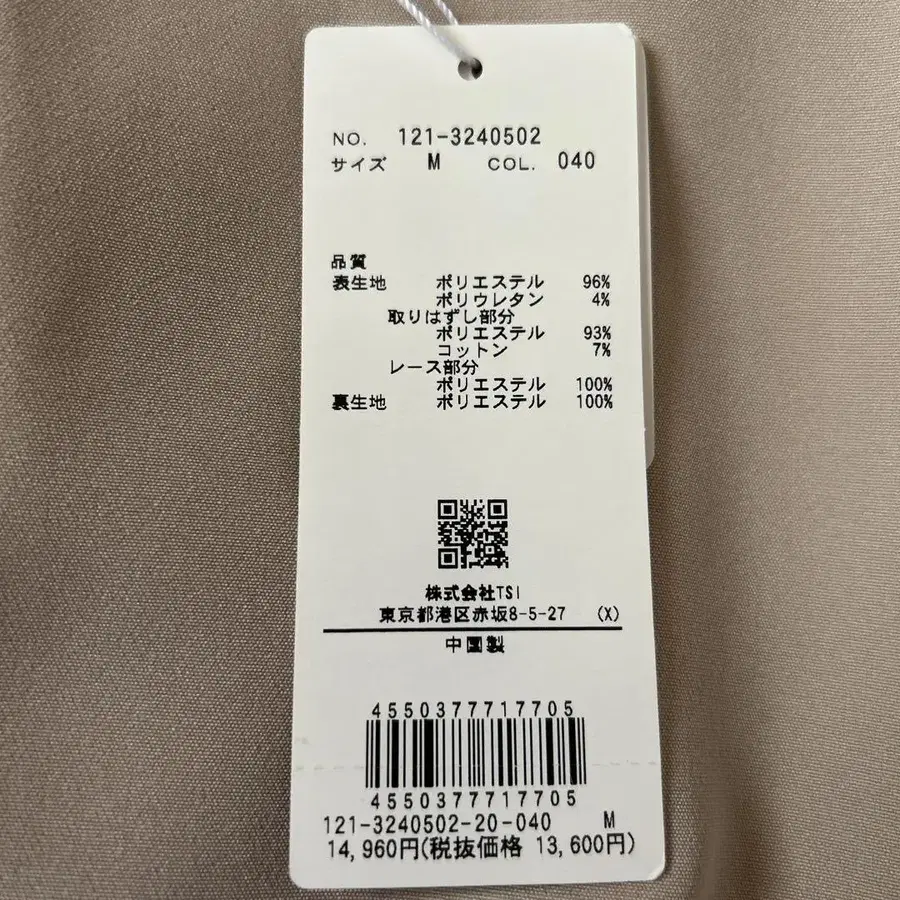 NO. 121-3240502
サイズ M COL. 040
品質
表生地 ポリエステル 96%
ポリウレタン 4%
取りはずし部分
ポリエステル 93%
コットン 7%
レース部分
ポリエステル 100%
裏生地 ポリエステル 100%
株式会社TSI
東京都港区赤坂8-5-27 (X)
中国製
4550377717705
4550377717705
121-3240502-20-040 M
14,960円(税抜価格 13,600円)